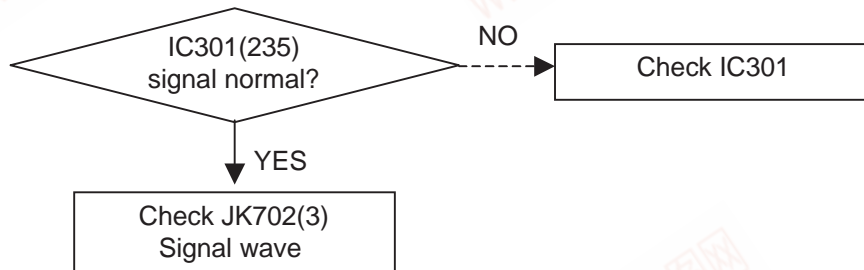 IC301(235)
signal normal?
NO
Check IC301
YES
Check JK702(3)
Signal wave